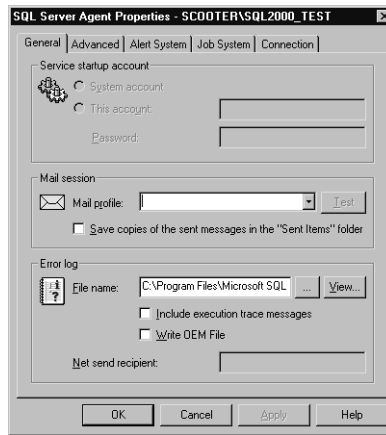 SQL Server Agent Properties - SCOOTER\SQL2000_TEST
General Advanced Alert System Job System Connection
Service startup account
System account
This account:
Password:
Mail session
Mail profile:
Test
Save copies of the sent messages in the "Sent Items" folder
Error log
File name: C:\Program Files\Microsoft SQL ... View...
Include execution trace messages
Write OEM File
Net send recipient:
OK Cancel Apply Help